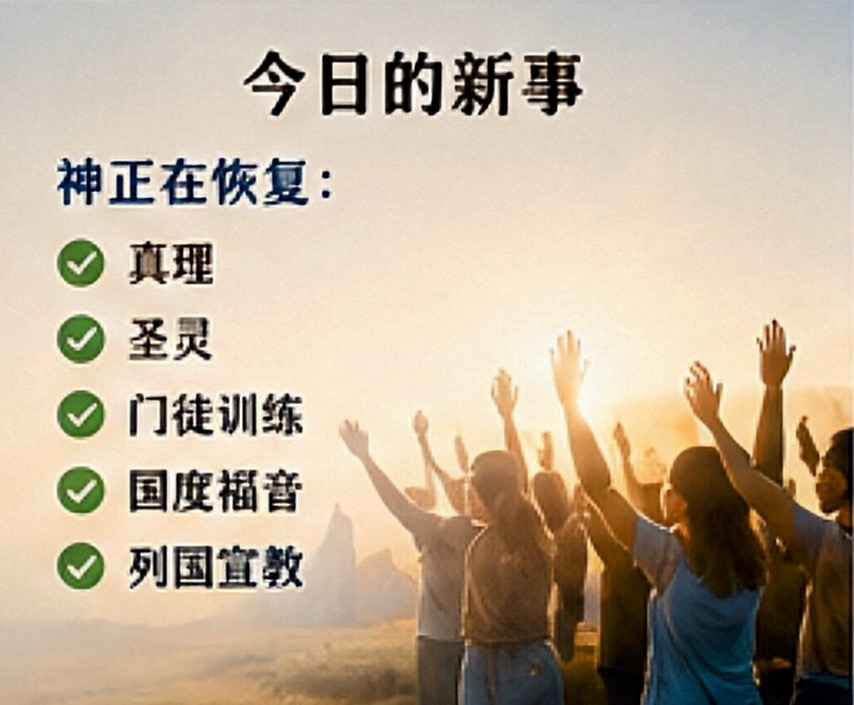 今日的新事
神正在恢复：
真理
圣灵
门徒训练
国度福音
列国宣教